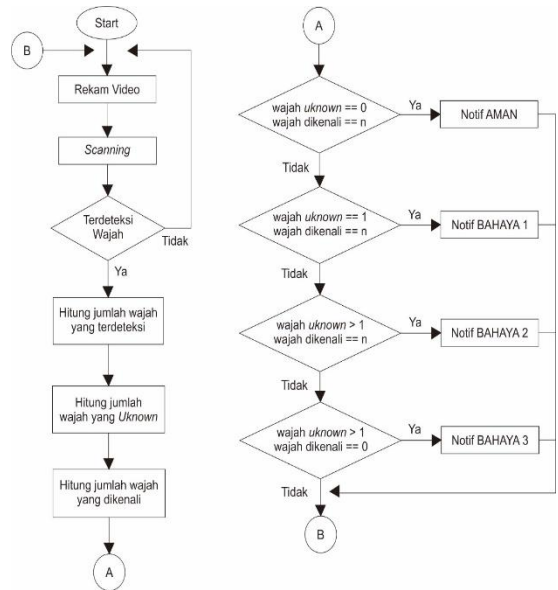 Start
B
Rekam Video
Scanning
Terdeteksi
Wajah
Tidak
Ya
Hitung jumlah wajah
yang terdeteksi
Hitung jumlah
wajah yang Uknown
Hitung jumlah wajah
yang dikenali
A
A
wajah uknown == 0
wajah dikenali == n
Ya
Notif AMAN
Tidak
wajah uknown == 1
wajah dikenali == n
Ya
Notif BAHAYA 1
Tidak
wajah uknown > 1
wajah dikenali == n
Ya
Notif BAHAYA 2
Tidak
wajah uknown > 1
wajah dikenali == 0
Ya
Notif BAHAYA 3
Tidak
B